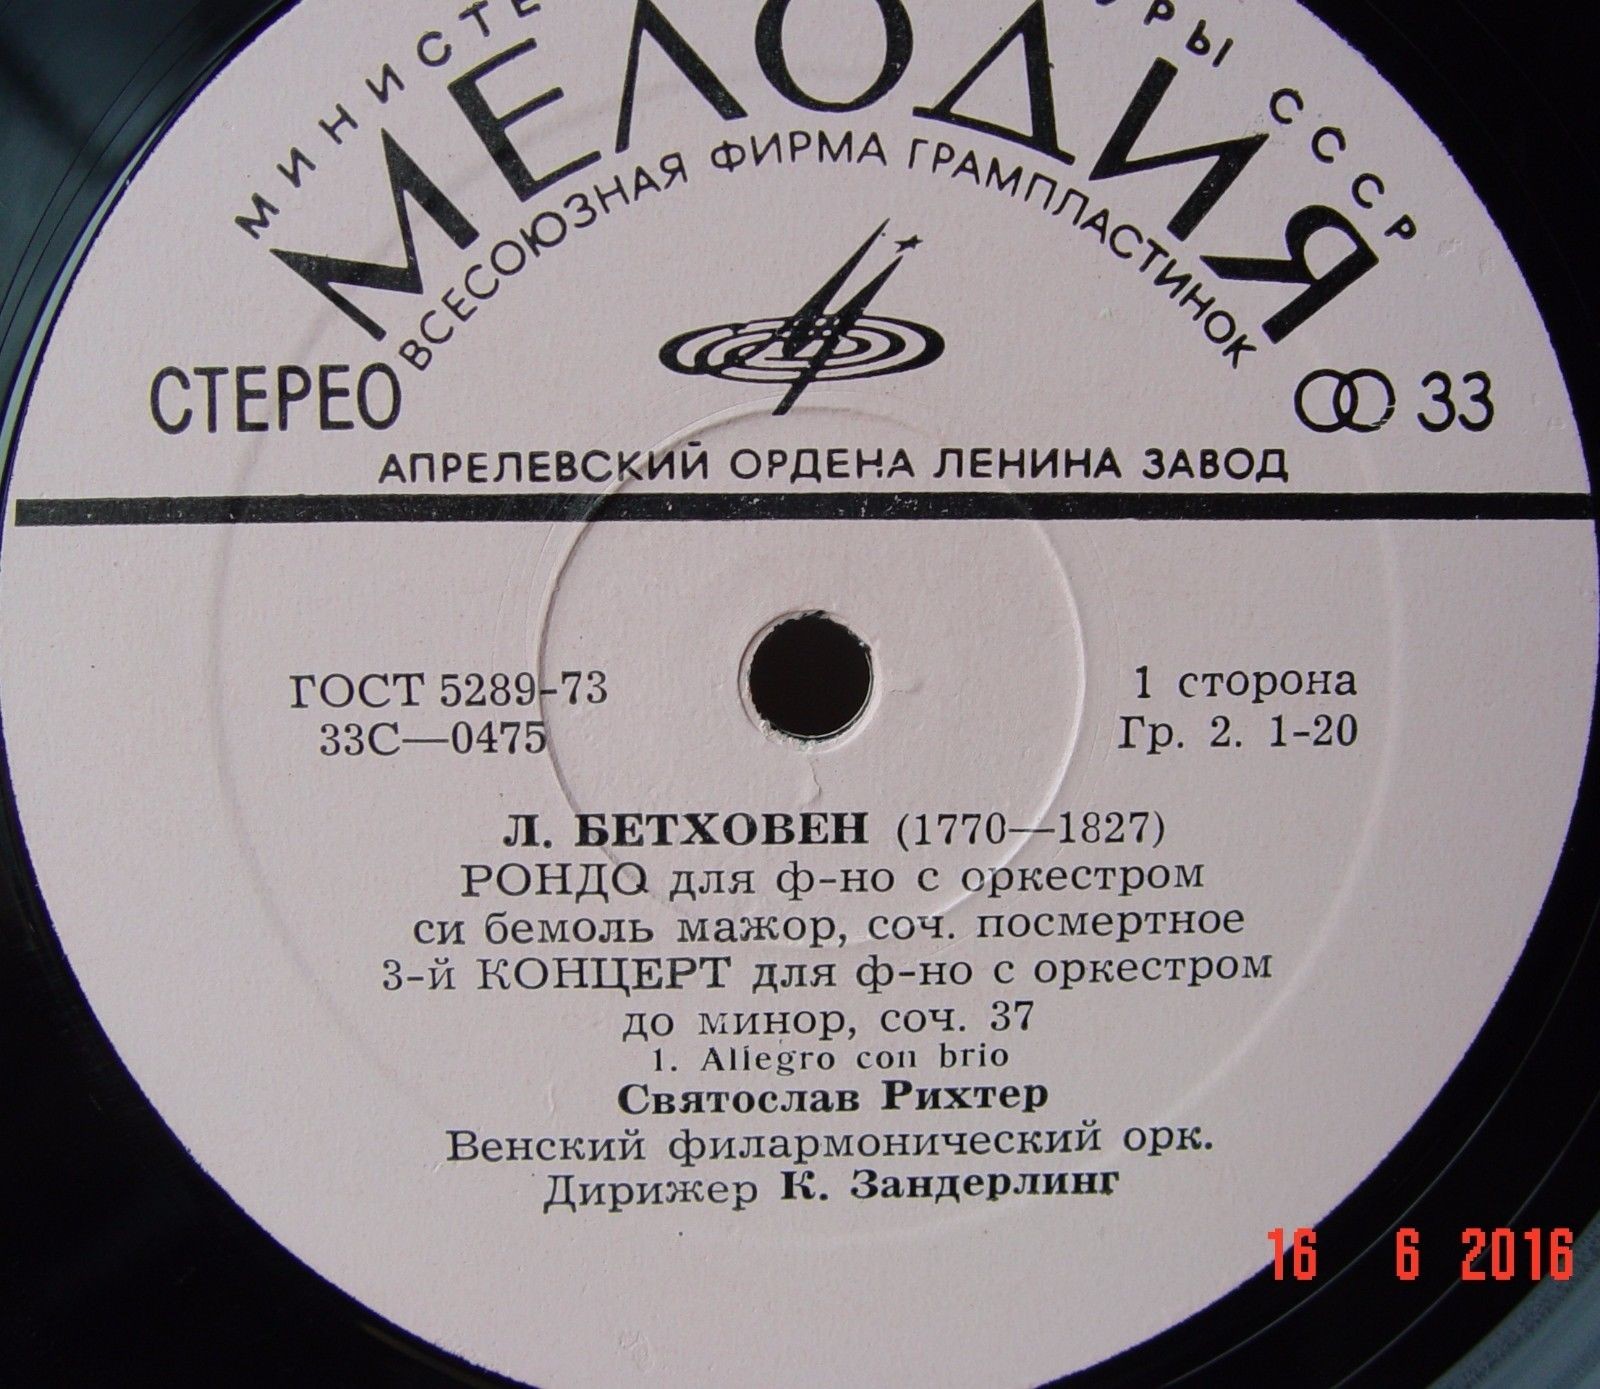 СССР
МЕЛОДИЯ
ВСЕСОЮЗНАЯ ФИРМА ГРАМПЛАСТИНОК
СТЕРЕО
33
АПРЕЛЕВСКИЙ ОРДЕНА ЛЕНИНА ЗАВОД
ГОСТ 5289-73
1 сторона
33С—0475
Гр. 2. 1-20
Л. БЕТХОВЕН (1770—1827)
РОНДО для ф-но с оркестром
си бемоль мажор, соч. посмертное
3-й КОНЦЕРТ для ф-но с оркестром
до минор, соч. 37
1. Allegro con brio
Святослав Рихтер
Венский филармонический орк.
Дирижер К. Зандерлинг
16 6 2016